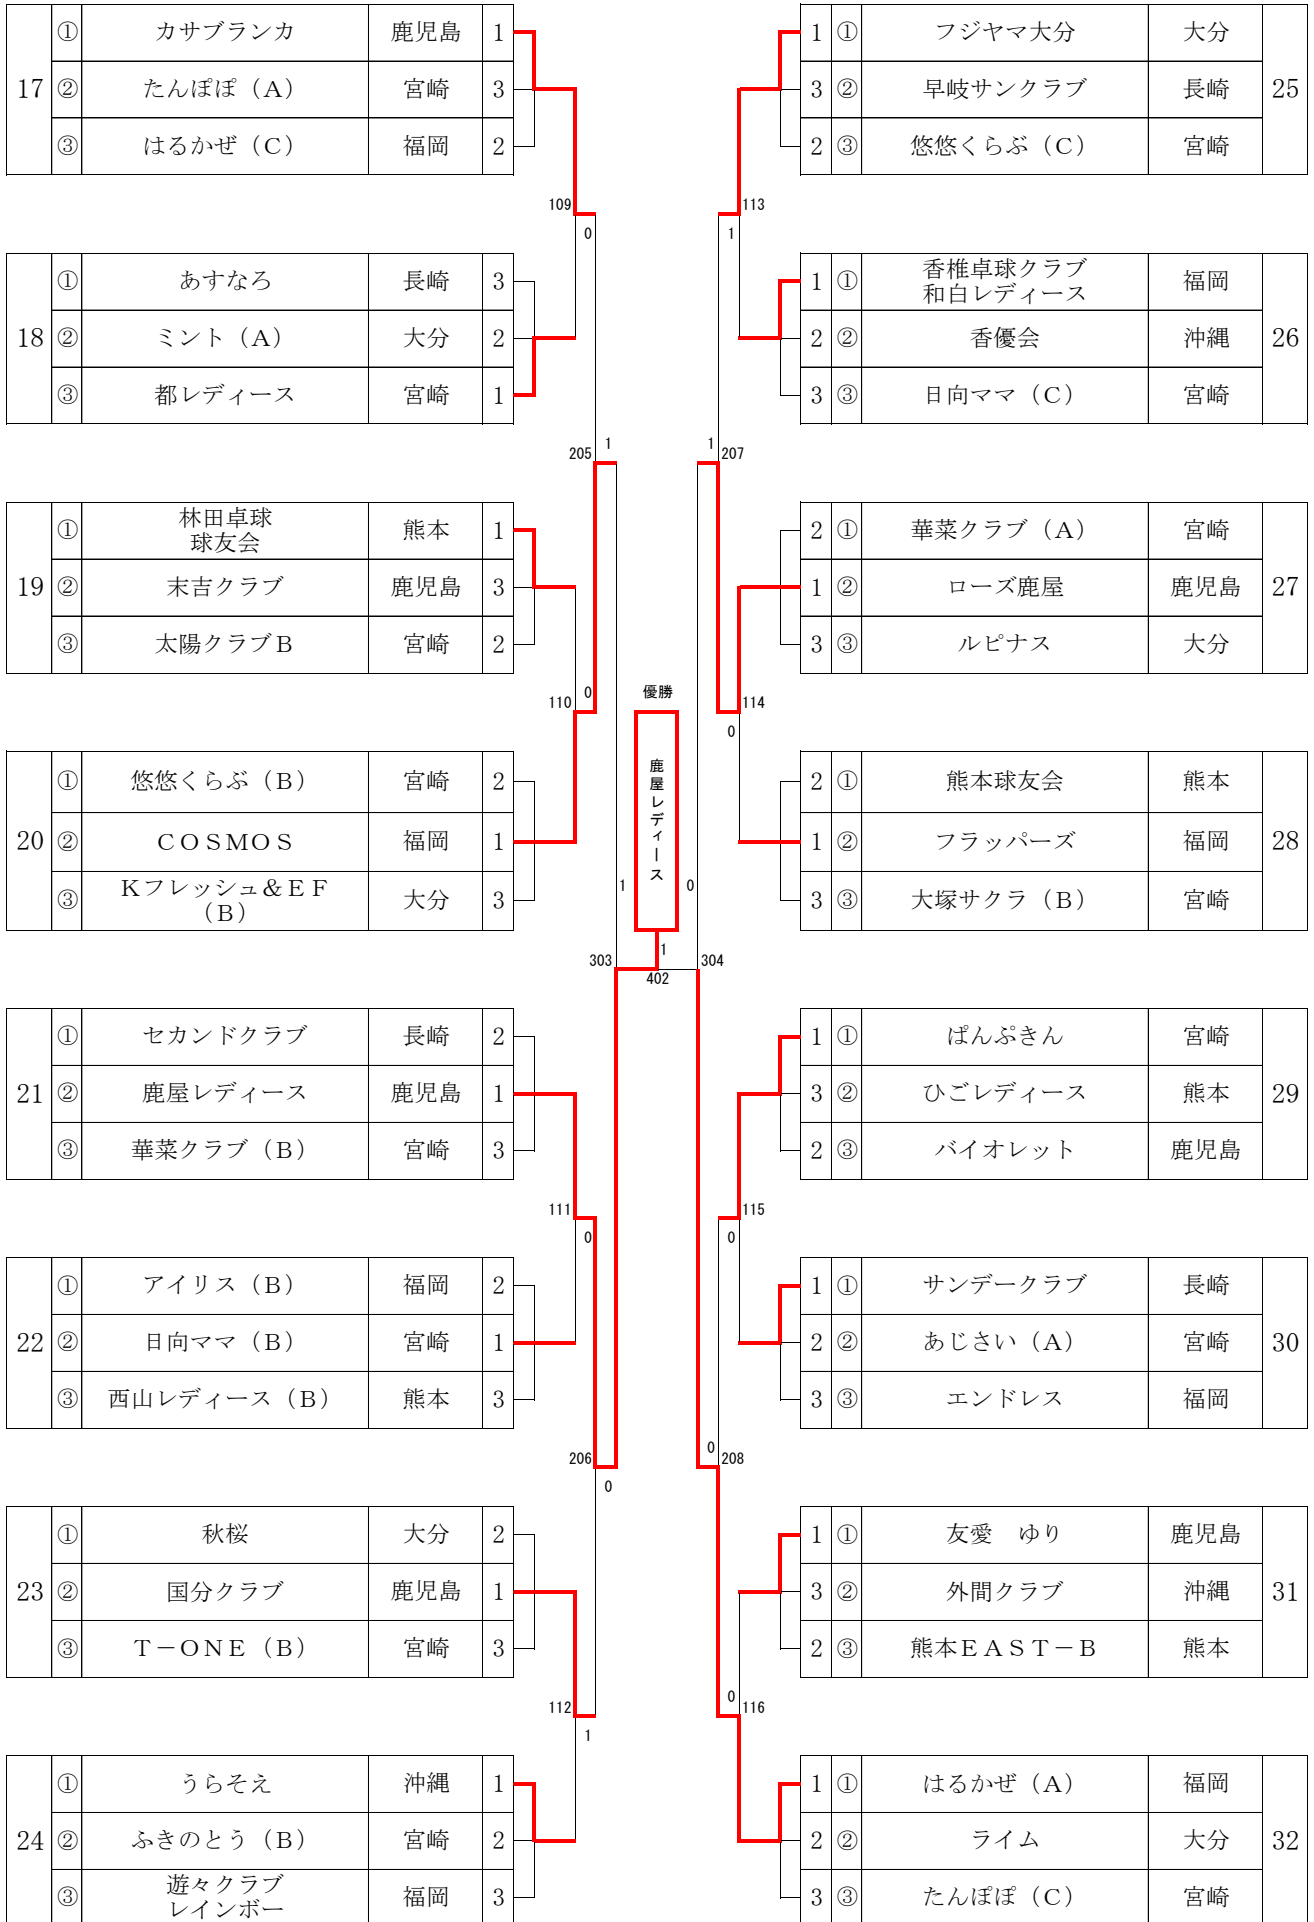 ① カサブランカ 鹿児島 1
17 ② たんぽぽ（A） 宮崎 3
③ はるかぜ（C） 福岡 2
109
0
① あすなろ 長崎 3
18 ② ミント（A） 大分 2
③ 都レディース 宮崎 1
205
1
① 林田卓球
球友会 熊本 1
19 ② 末吉クラブ 鹿児島 3
③ 太陽クラブB 宮崎 2
110
0
① 悠悠くらぶ（B） 宮崎 2
20 ② COSMOS 福岡 1
③ Kフレッシュ&EF
（B） 大分 3
優勝
鹿屋レディース
1
0
1
303
402
304
① セカンドクラブ 長崎 2
21 ② 鹿屋レディース 鹿児島 1
③ 華菜クラブ（B） 宮崎 3
111
0
① アイリス（B） 福岡 2
22 ② 日向ママ（B） 宮崎 1
③ 西山レディース（B） 熊本 3
206
0
① 秋桜 大分 2
23 ② 国分クラブ 鹿児島 1
③ T－ONE（B） 宮崎 3
112
1
① うらそえ 沖縄 1
24 ② ふきのとう（B） 宮崎 2
③ 遊々クラブ
レインボー 福岡 3
1 ① フジヤマ大分 大分
3 ② 早岐サンクラブ 長崎 25
2 ③ 悠悠くらぶ（C） 宮崎
113
1
1 ① 香椎卓球クラブ
和白レディース 福岡
2 ② 香優会 沖縄 26
3 ③ 日向ママ（C） 宮崎
1
207
2 ① 華菜クラブ（A） 宮崎
1 ② ローズ鹿屋 鹿児島 27
3 ③ ルピナス 大分
114
0
2 ① 熊本球友会 熊本
1 ② フラッパーズ 福岡 28
3 ③ 大塚サクラ（B） 宮崎
1 ① ぱんぷきん 宮崎
3 ② ひごレディース 熊本 29
2 ③ バイオレット 鹿児島
115
0
1 ① サンデークラブ 長崎
2 ② あじさい（A） 宮崎 30
3 ③ エンドレス 福岡
0
208
1 ① 友愛　ゆり 鹿児島
3 ② 外間クラブ 沖縄 31
2 ③ 熊本EAST－B 熊本
0
116
1 ① はるかぜ（A） 福岡
2 ② ライム 大分 32
3 ③ たんぽぽ（C） 宮崎